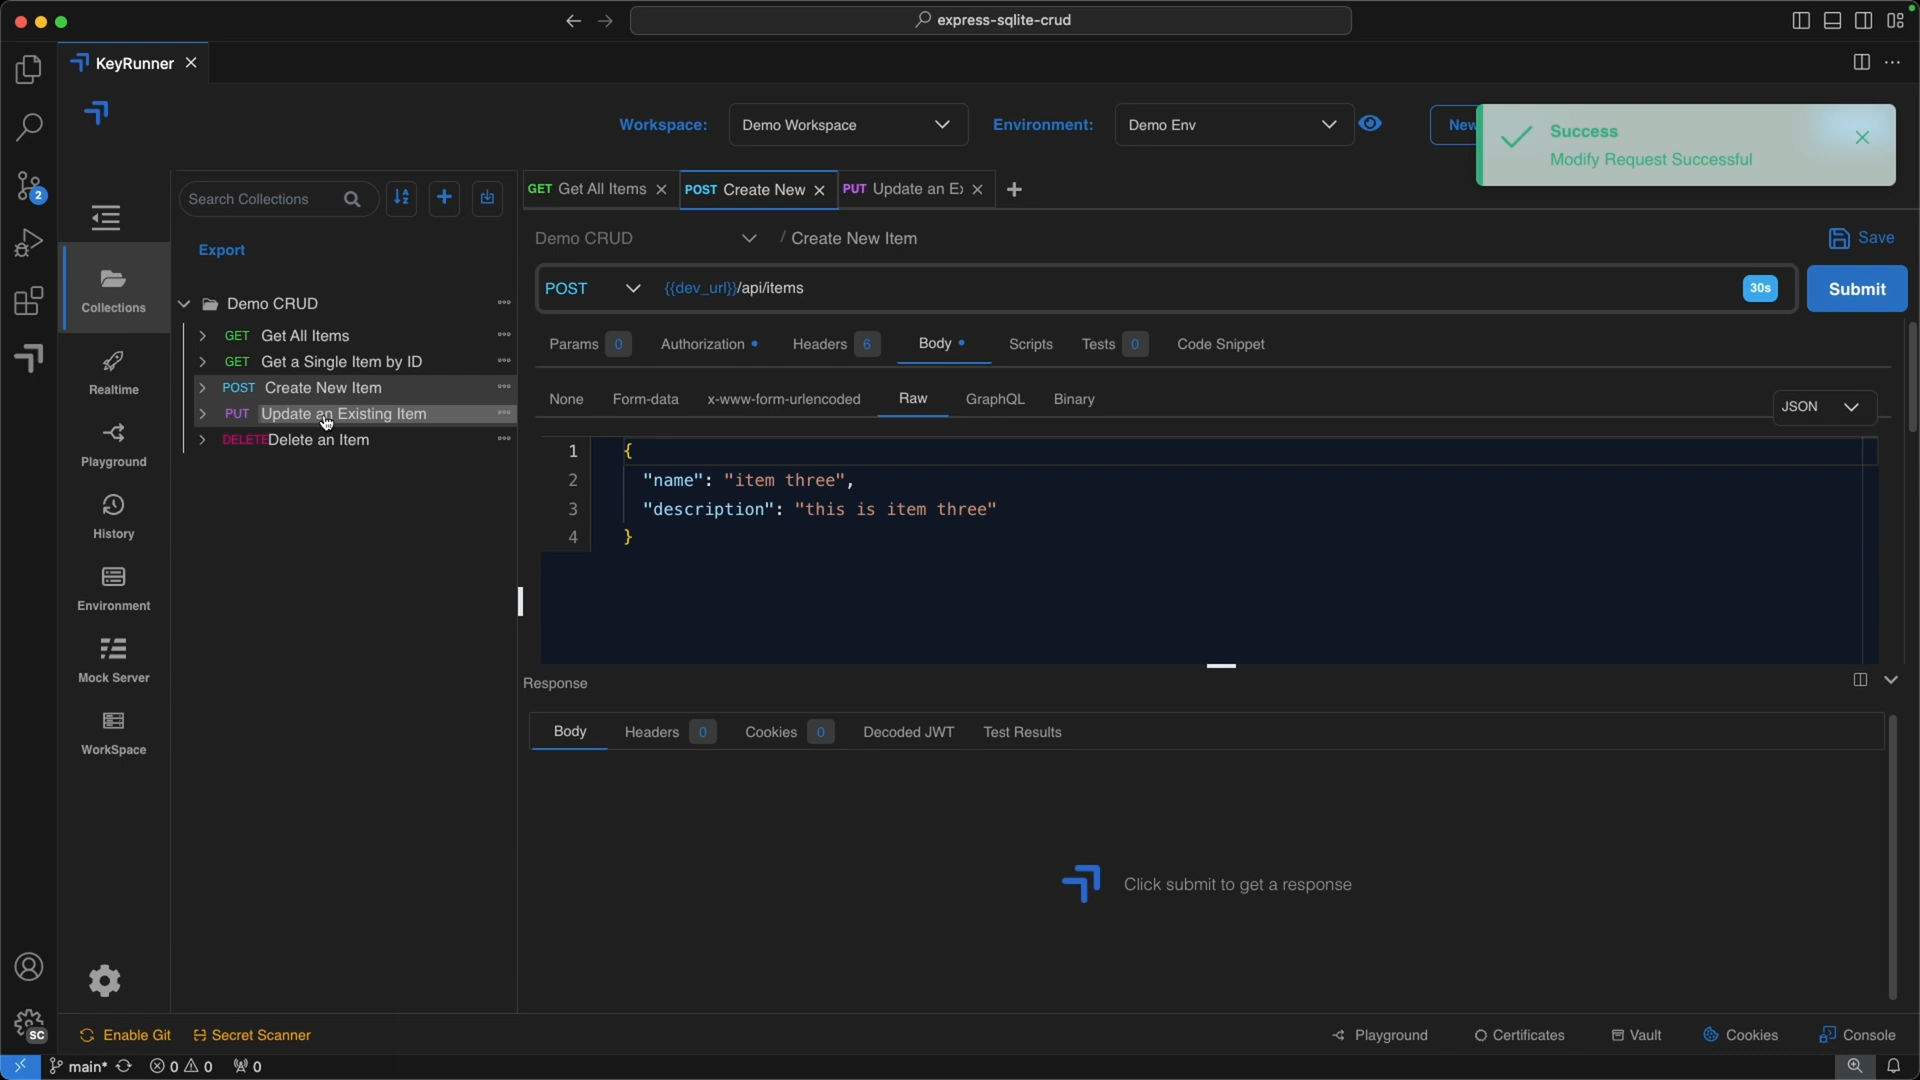 express-sqlite-crud
KeyRunner
Workspace: Demo Workspace Environment: Demo Env New
Success
Modify Request Successful
Search Collections
Export
Demo CRUD
GET Get All Items
GET Get a Single Item by ID
POST Create New Item
PUT Update an Existing Item
DELETE Delete an Item
Collections
Realtime
Playground
History
Environment
Mock Server
WorkSpace
GET Get All Items POST Create New PUT Update an E
Demo CRUD / Create New Item Save
POST {{dev_url}}/api/items 30s Submit
Params 0 Authorization Headers 6 Body Scripts Tests 0 Code Snippet
None Form-data x-www-form-urlencoded Raw GraphQL Binary JSON
1 {
2 "name": "item three",
3 "description": "this is item three"
4 }
Response
Body Headers 0 Cookies 0 Decoded JWT Test Results
Click submit to get a response
2
SC
Enable Git Secret Scanner Playground Certificates Vault Cookies Console
main* 0 0 0